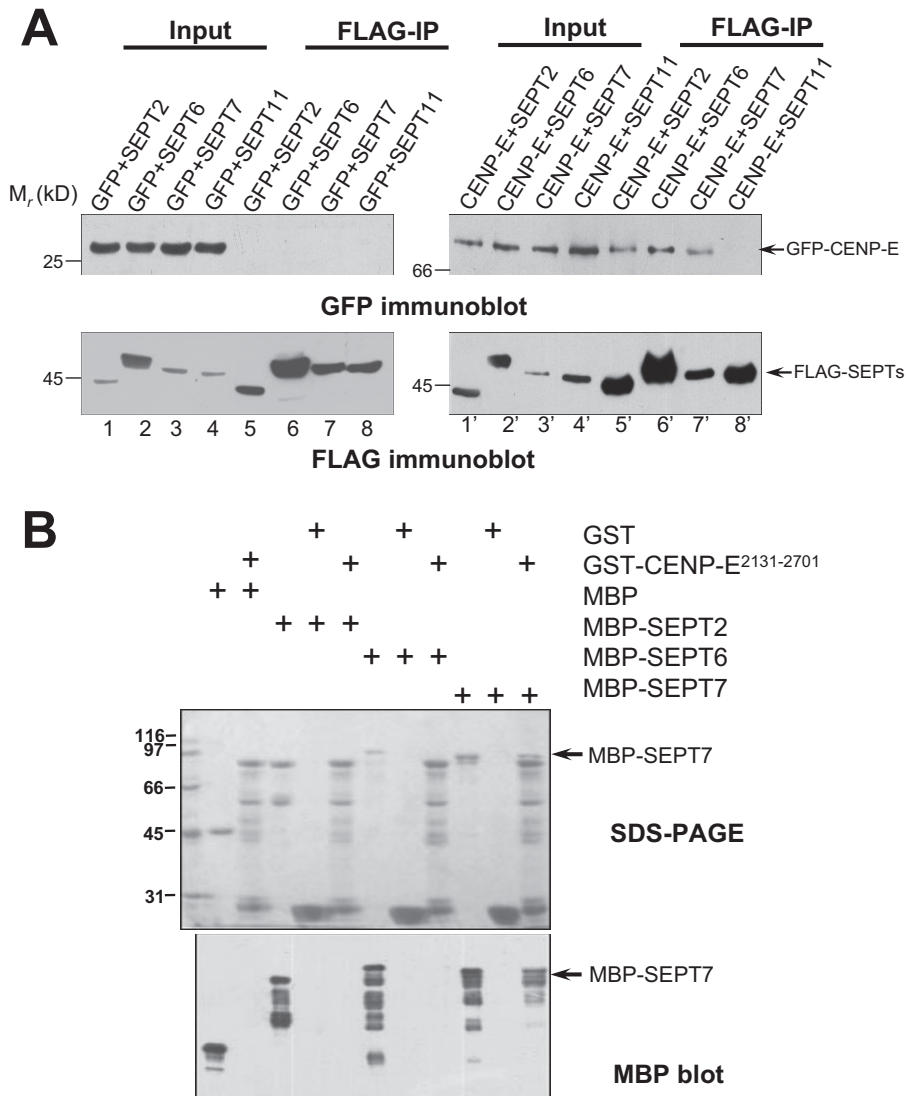 A
Input
FLAG-IP
Input
FLAG-IP
GFP+SEPT2
GFP+SEPT6
GFP+SEPT7
GFP+SEPT11
GFP+SEPT2
GFP+SEPT6
GFP+SEPT7
GFP+SEPT11
CENP-E+SEPT2
CENP-E+SEPT6
CENP-E+SEPT7
CENP-E+SEPT11
CENP-E+SEPT2
CENP-E+SEPT6
CENP-E+SEPT7
CENP-E+SEPT11
Mr (kD)
25
66
GFP-CENP-E
GFP immunoblot
45
45
FLAG-SEPTs
1 2 3 4 5 6 7 8
1' 2' 3' 4' 5' 6' 7' 8'
FLAG immunoblot
B
+ + + GST
+ + + + GST-CENP-E2131-2701
+ + MBP
+ + + MBP-SEPT2
+ + + MBP-SEPT6
+ + + MBP-SEPT7
116
97
66
45
31
MBP-SEPT7
SDS-PAGE
MBP-SEPT7
MBP blot